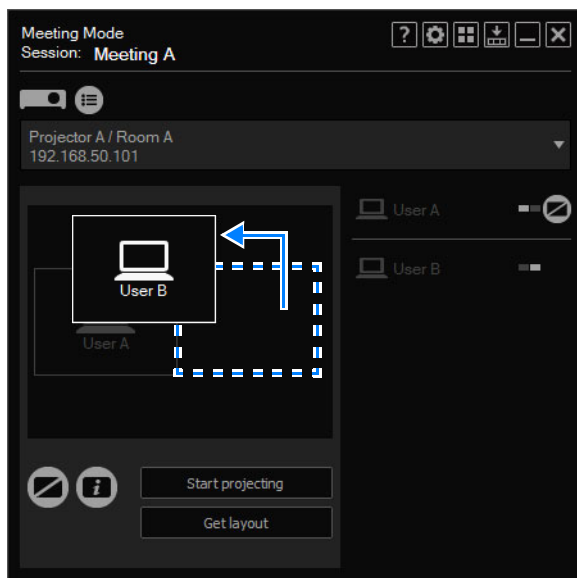 Meeting Mode
Session: Meeting A
?
Projector A / Room A
192.168.50.101
User A
User B
User B
User A
i
Start projecting
Get layout